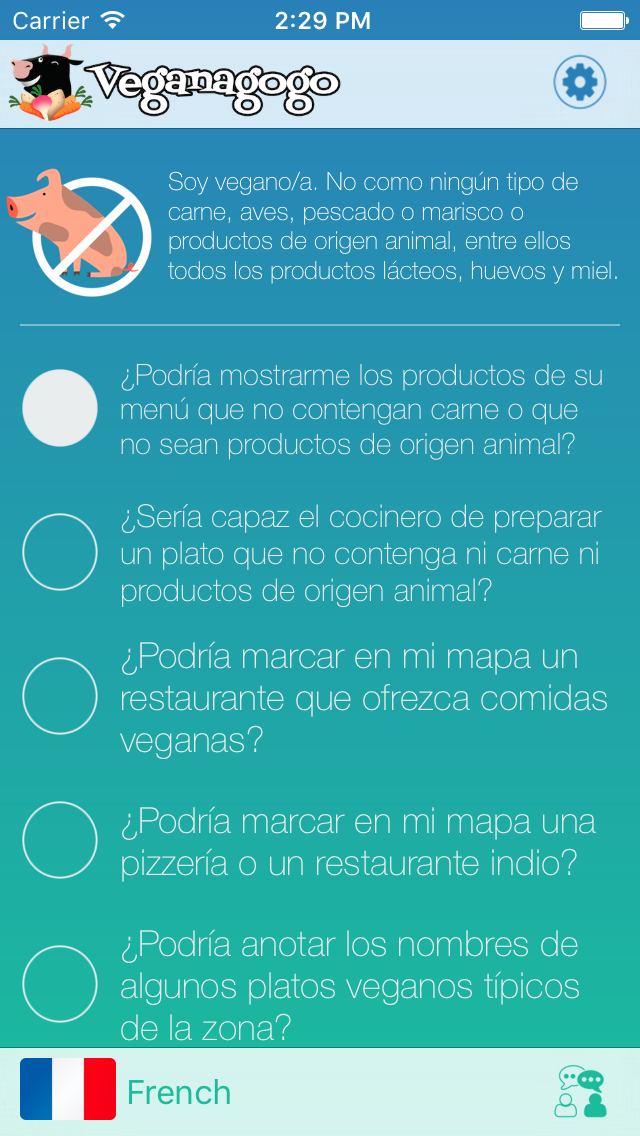 Carrier
2:29 PM
Veganagogo
Soy vegano/a. No como ningún tipo de
carne, aves, pescado o marisco o
productos de origen animal, entre ellos
todos los productos lácteos, huevos y miel.
¿Podría mostrarme los productos de su
menú que no contengan carne o que
no sean productos de origen animal?
¿Sería capaz el cocinero de preparar
un plato que no contenga ni carne ni
productos de origen animal?
¿Podría marcar en mi mapa un
restaurante que ofrezca comidas
veganas?
¿Podría marcar en mi mapa una
pizzería o un restaurante indio?
¿Podría anotar los nombres de
algunos platos veganos típicos
de la zona?
French